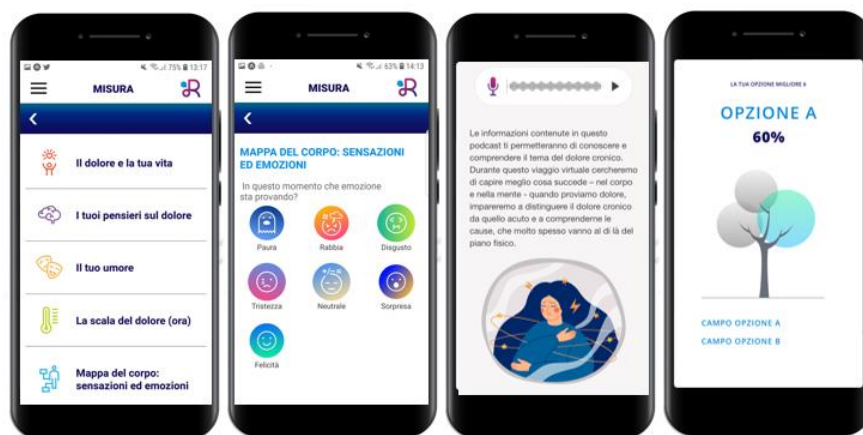 75% 13:17
MISURA
Il dolore e la tua vita
I tuoi pensieri sul dolore
Il tuo umore
La scala del dolore (ora)
Mappa del corpo:
sensazioni ed emozioni
63% 14:13
MISURA
MAPPA DEL CORPO: SENSAZIONI
ED EMOZIONI
In questo momento che emozione
sta provando?
Paura
Rabbia
Disgusto
Tristezza
Neutrale
Sorpresa
Felicità
Le informazioni contenute in questo
podcast ti permetteranno di conoscere e
comprendere il tema del dolore cronico.
Durante questo viaggio virtuale cercheremo
di capire meglio cosa succede – nel corpo
e nella mente - quando proviamo dolore,
impareremo a distinguere il dolore cronico
da quello acuto e a comprenderne le
cause, che molto spesso vanno al di là del
piano fisico.
LA TUA OPZIONE MIGLIORE È
OPZIONE A
60%
CAMPO OPZIONE A
CAMPO OPZIONE B